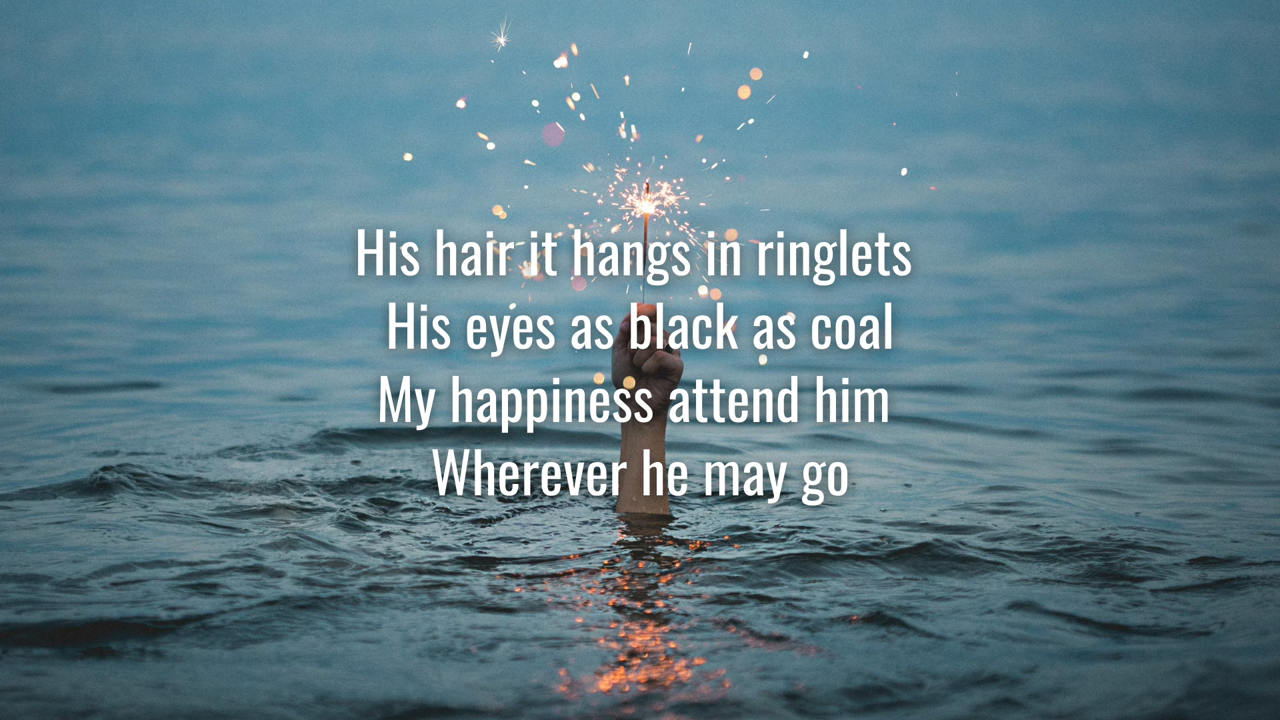 His hair it hangs in ringlets
His eyes as black as coal
My happiness attend him
Wherever he may go